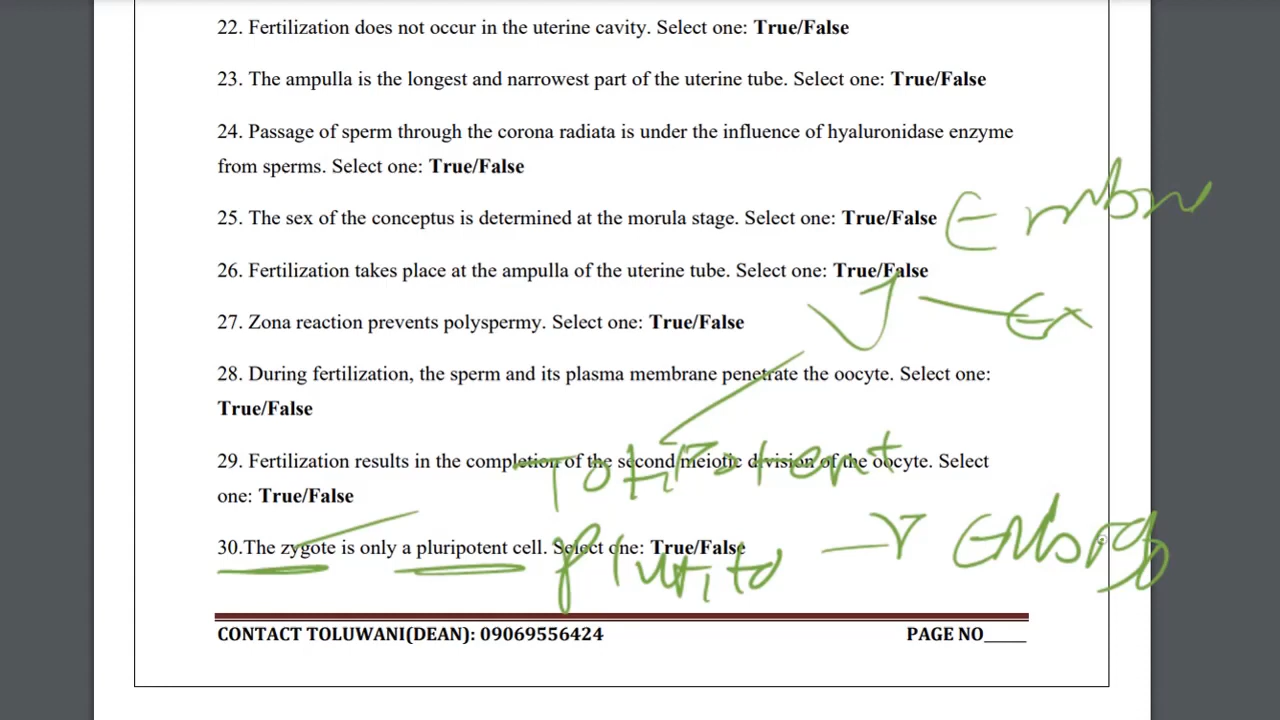 22. Fertilization does not occur in the uterine cavity. Select one: True/False
23. The ampulla is the longest and narrowest part of the uterine tube. Select one: True/False
24. Passage of sperm through the corona radiata is under the influence of hyaluronidase enzyme
from sperms. Select one: True/False
25. The sex of the conceptus is determined at the morula stage. Select one: True/False
26. Fertilization takes place at the ampulla of the uterine tube. Select one: True/False
Ex
27. Zona reaction prevents polyspermy. Select one: True/False
28. During fertilization, the sperm and its plasma membrane penetrate the oocyte. Select one:
True/False
Totipotent
29. Fertilization results in the completion of the second meiotic division of the oocyte. Select
one: True/False
30.The zygote is only a pluripotent cell. Select one: True/False
CONTACT TOLUWANI(DEAN): 09069556424
PAGE NO_____